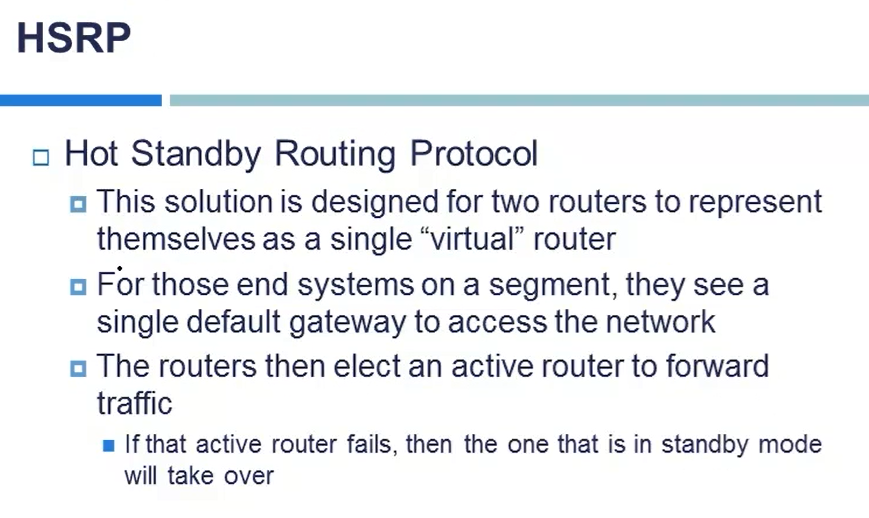 HSRP
Hot Standby Routing Protocol
This solution is designed for two routers to represent
themselves as a single “virtual” router
For those end systems on a segment, they see a
single default gateway to access the network
The routers then elect an active router to forward
traffic
If that active router fails, then the one that is in standby mode
will take over